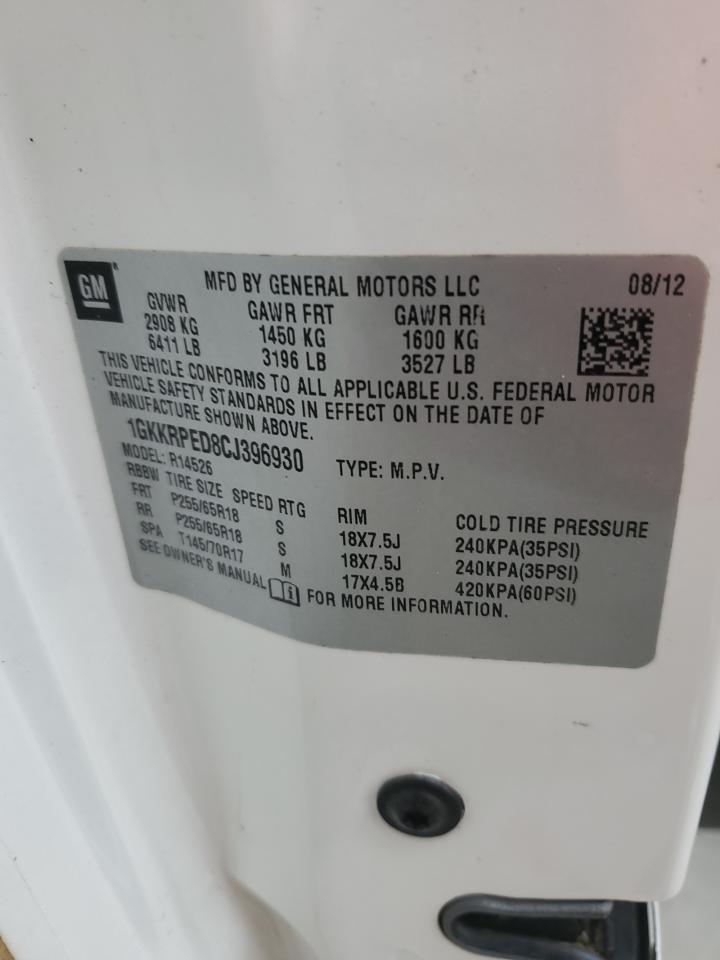 GM
MFD BY GENERAL MOTORS LLC 08/12
GVWR GAWR FRT GAWR RR
2908 KG 1450 KG 1600 KG
6411 LB 3196 LB 3527 LB
THIS VEHICLE CONFORMS TO ALL APPLICABLE U.S. FEDERAL MOTOR
VEHICLE SAFETY STANDARDS IN EFFECT ON THE DATE OF
MANUFACTURE SHOWN ABOVE.
1GKKRPED8CJ396930 TYPE: M.P.V.
MODEL: R14526
RBBW TIRE SIZE SPEED RTG RIM COLD TIRE PRESSURE
FRT P255/65R18 S 18X7.5J 240KPA(35PSI)
RR P255/65R18 S 18X7.5J 240KPA(35PSI)
SPA T145/70R17 M 17X4.5B 420KPA(60PSI)
SEE OWNER'S MANUAL FOR MORE INFORMATION.